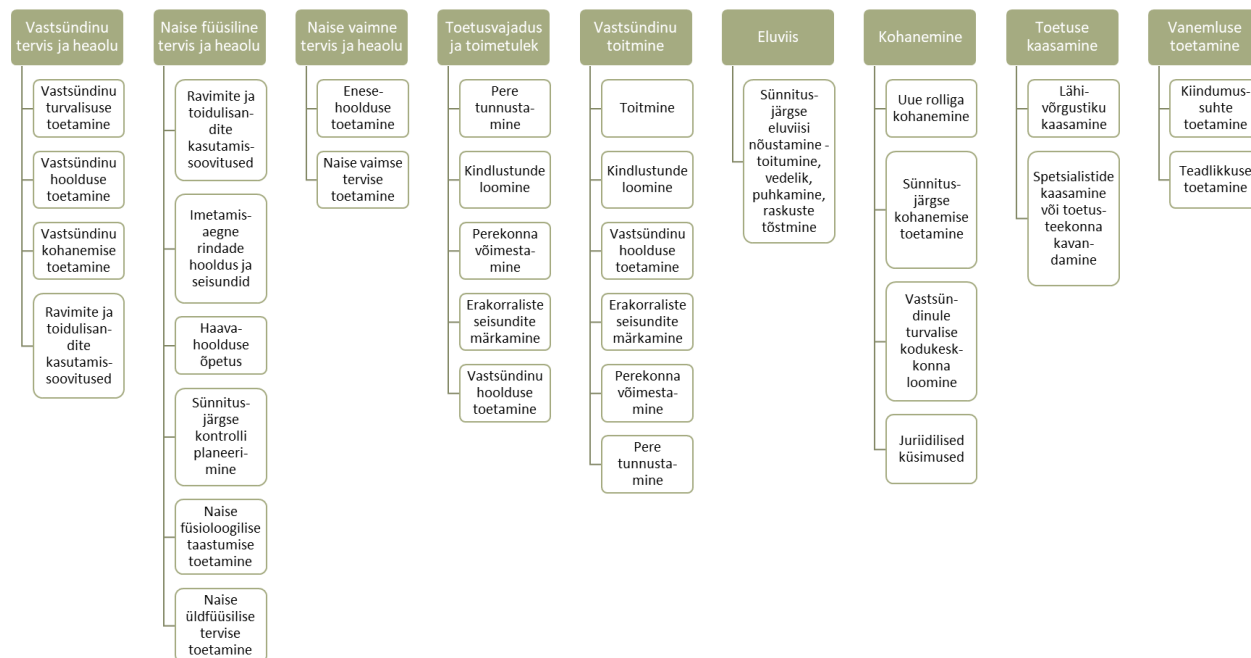 Vastsündinu
tervis ja heaolu
Vastsündinu
turvalisuse
toetamine
Vastsündinu
hoolduse
toetamine
Vastsündinu
kohanemise
toetamine
Ravimite ja
toidulisan-
dite
kasutamis-
soovitused
Naise füüsiline
tervis ja heaolu
Ravimite ja
toidulisan-
dite
kasutamis-
soovitused
Imetamis-
aegne
rindade
hooldus ja
seisundid
Haava-
hoolduse
õpetus
Sünnitus-
järgse
kontrolli
planeeri-
mine
Naise
füsioloogilise
taastumise
toetamine
Naise
üldfüüsilise
tervise
toetamine
Naise vaimne
tervis ja heaolu
Enese-
hoolduse
toetamine
Naise vaimse
tervise
toetamine
Toetusvajadus
ja toimetulek
Pere
tunnusta-
mine
Kindlustunde
loomine
Perekonna
võimesta-
mine
Erakorraliste
seisundite
märkamine
Vastsündinu
hoolduse
toetamine
Vastsündinu
toitmine
Toitmine
Kindlustunde
loomine
Vastsündinu
hoolduse
toetamine
Erakorraliste
seisundite
märkamine
Perekonna
võimesta-
mine
Pere
tunnusta-
mine
Eluviis
Sünnitus-
järgse
eluviisi
nõustamine -
toitumine,
vedelik,
puhkamine,
raskuste
tõstmine
Kohanemine
Uue rolliga
kohanemine
Sünnitus-
järgse
kohanemise
toetamine
Vastsün-
dinule
turvalise
kodukesk-
konna
loomine
Juriidilised
küsimused
Toetuse
kaasamine
Lähi-
võrgustiku
kaasamine
Spetsialistide
kaasamine
või toetus-
teekonna
kavan-
damine
Vanemluse
toetamine
Kiindumus-
suhte
toetamine
Teadlikkuse
toetamine